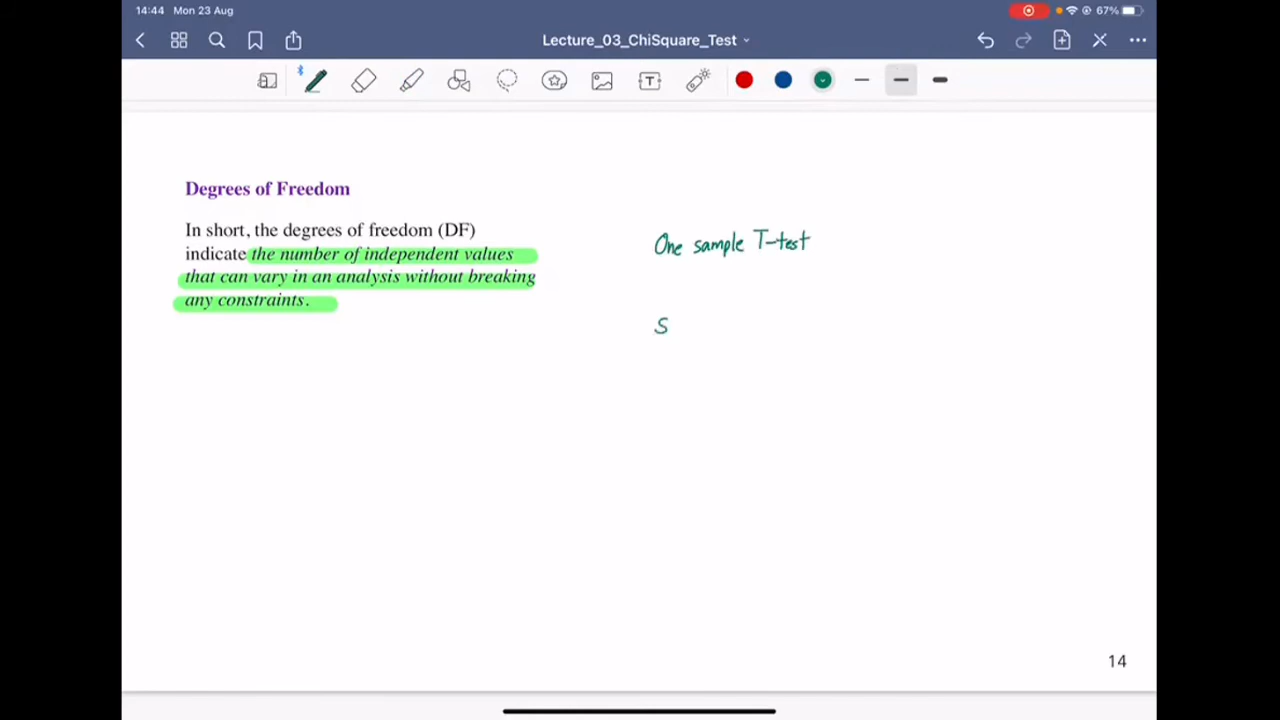 14:44 Mon 23 Aug
67%
Lecture_03_ChiSquare_Test
T
Degrees of Freedom
In short, the degrees of freedom (DF)
indicate the number of independent values
that can vary in an analysis without breaking
any constraints.
One sample T-test
S
14